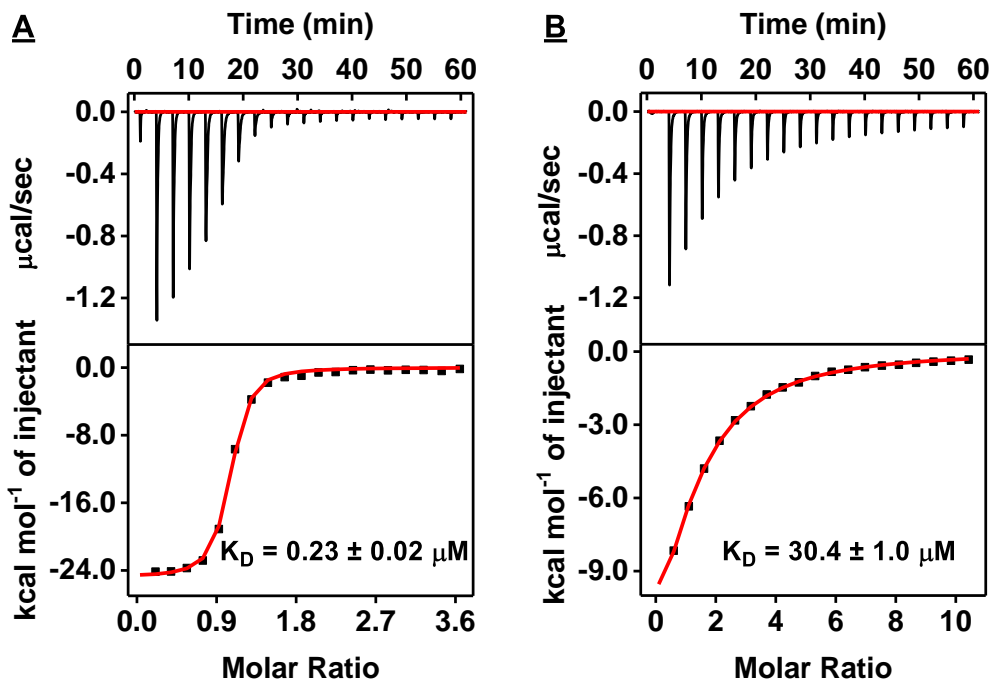 A
Time (min)
0 10 20 30 40 50 60
0.0
-0.4
-0.8
-1.2
µcal/sec
0.0
-8.0
-16.0
-24.0
kcal mol⁻¹ of injectant
K_D = 0.23 ± 0.02 µM
0.0 0.9 1.8 2.7 3.6
Molar Ratio
B
Time (min)
0 10 20 30 40 50 60
0.0
-0.4
-0.8
-1.2
µcal/sec
0.0
-3.0
-6.0
-9.0
kcal mol⁻¹ of injectant
K_D = 30.4 ± 1.0 µM
0 2 4 6 8 10
Molar Ratio